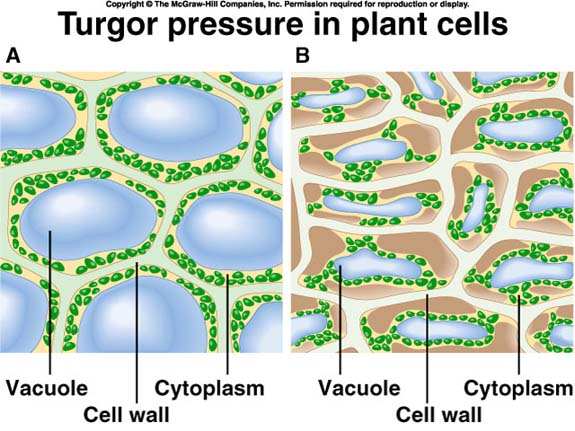 Copyright © The McGraw-Hill Companies, Inc. Permission required for reproduction or display.
Turgor pressure in plant cells
A
B
Vacuole
Cytoplasm
Cell wall
Vacuole
Cytoplasm
Cell wall